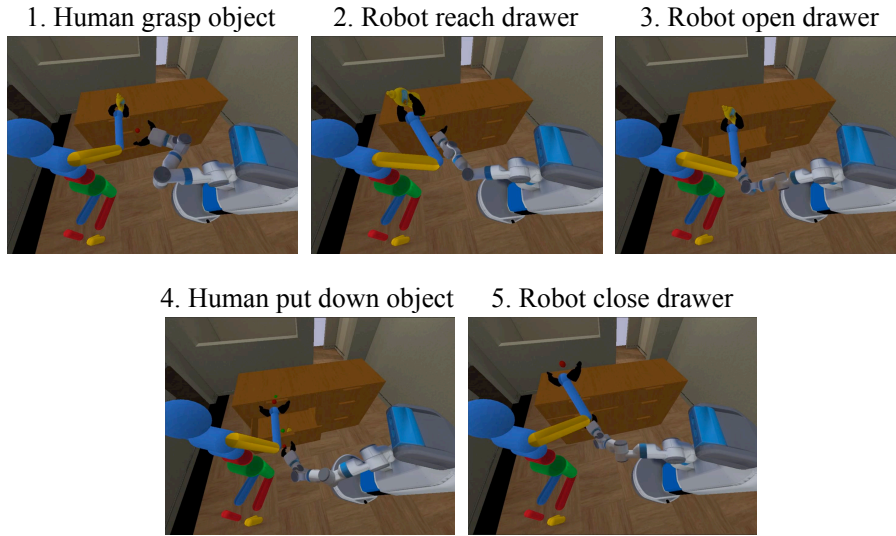 1. Human grasp object
2. Robot reach drawer
3. Robot open drawer
4. Human put down object
5. Robot close drawer